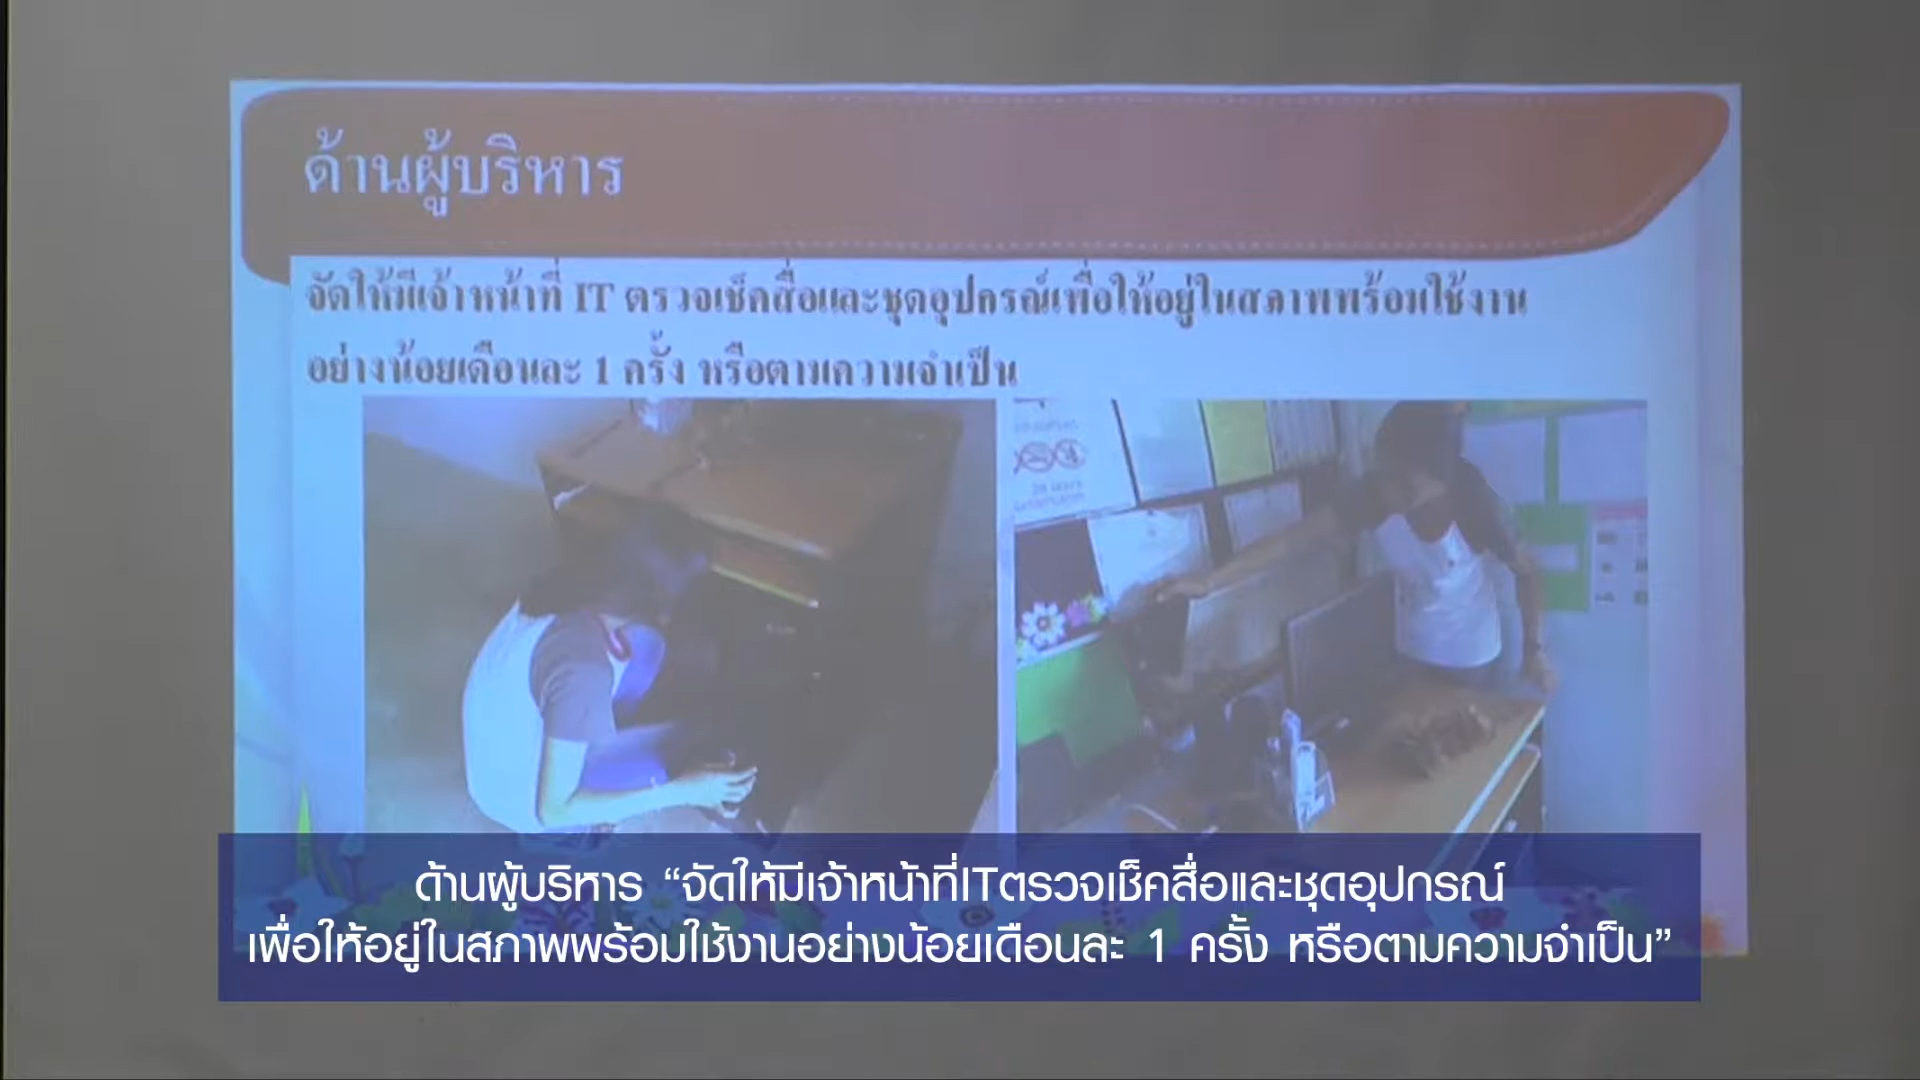 ด้านผู้บริหาร
จัดให้มีเจ้าหน้าที่ IT ตรวจเช็คสื่อและชุดอุปกรณ์เพื่อให้อยู่ในสภาพพร้อมใช้งาน
อย่างน้อยเดือนละ 1 ครั้ง หรือตามความจำเป็น
ด้านผู้บริหาร “จัดให้มีเจ้าหน้าที่ITตรวจเช็คสื่อและชุดอุปกรณ์
เพื่อให้อยู่ในสภาพพร้อมใช้งานอย่างน้อยเดือนละ 1 ครั้ง หรือตามความจำเป็น”